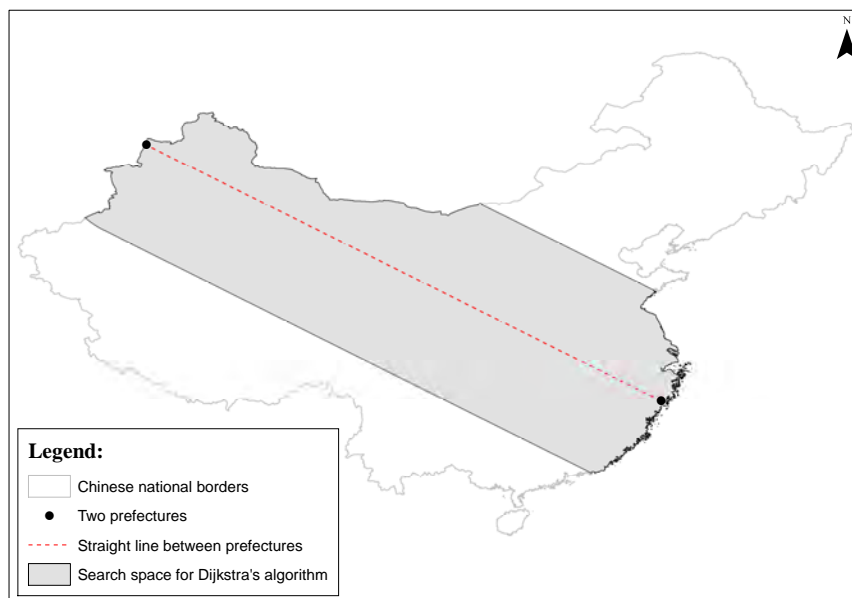 N
Legend:
Chinese national borders
Two prefectures
Straight line between prefectures
Search space for Dijkstra's algorithm